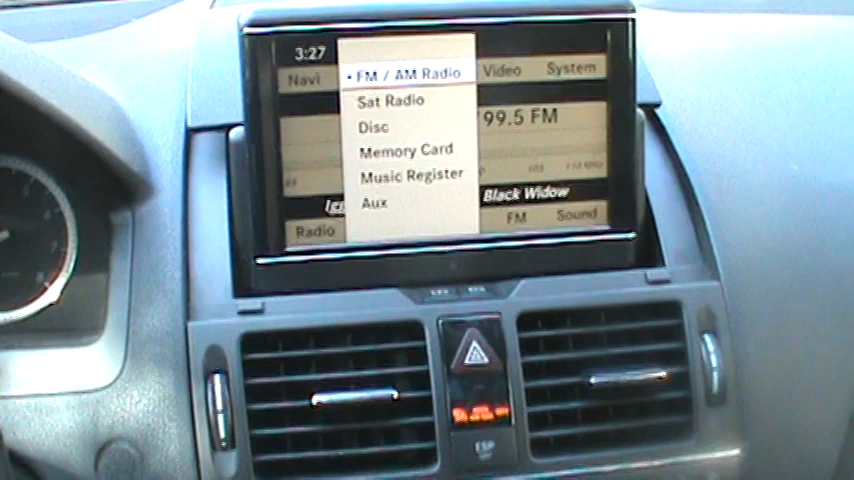 3:27
Navi
• FM / AM Radio
Video
System
Sat Radio
Disc
99.5 FM
Memory Card
Music Register
Black Widow
Aux
Radio
FM
Sound
ESP